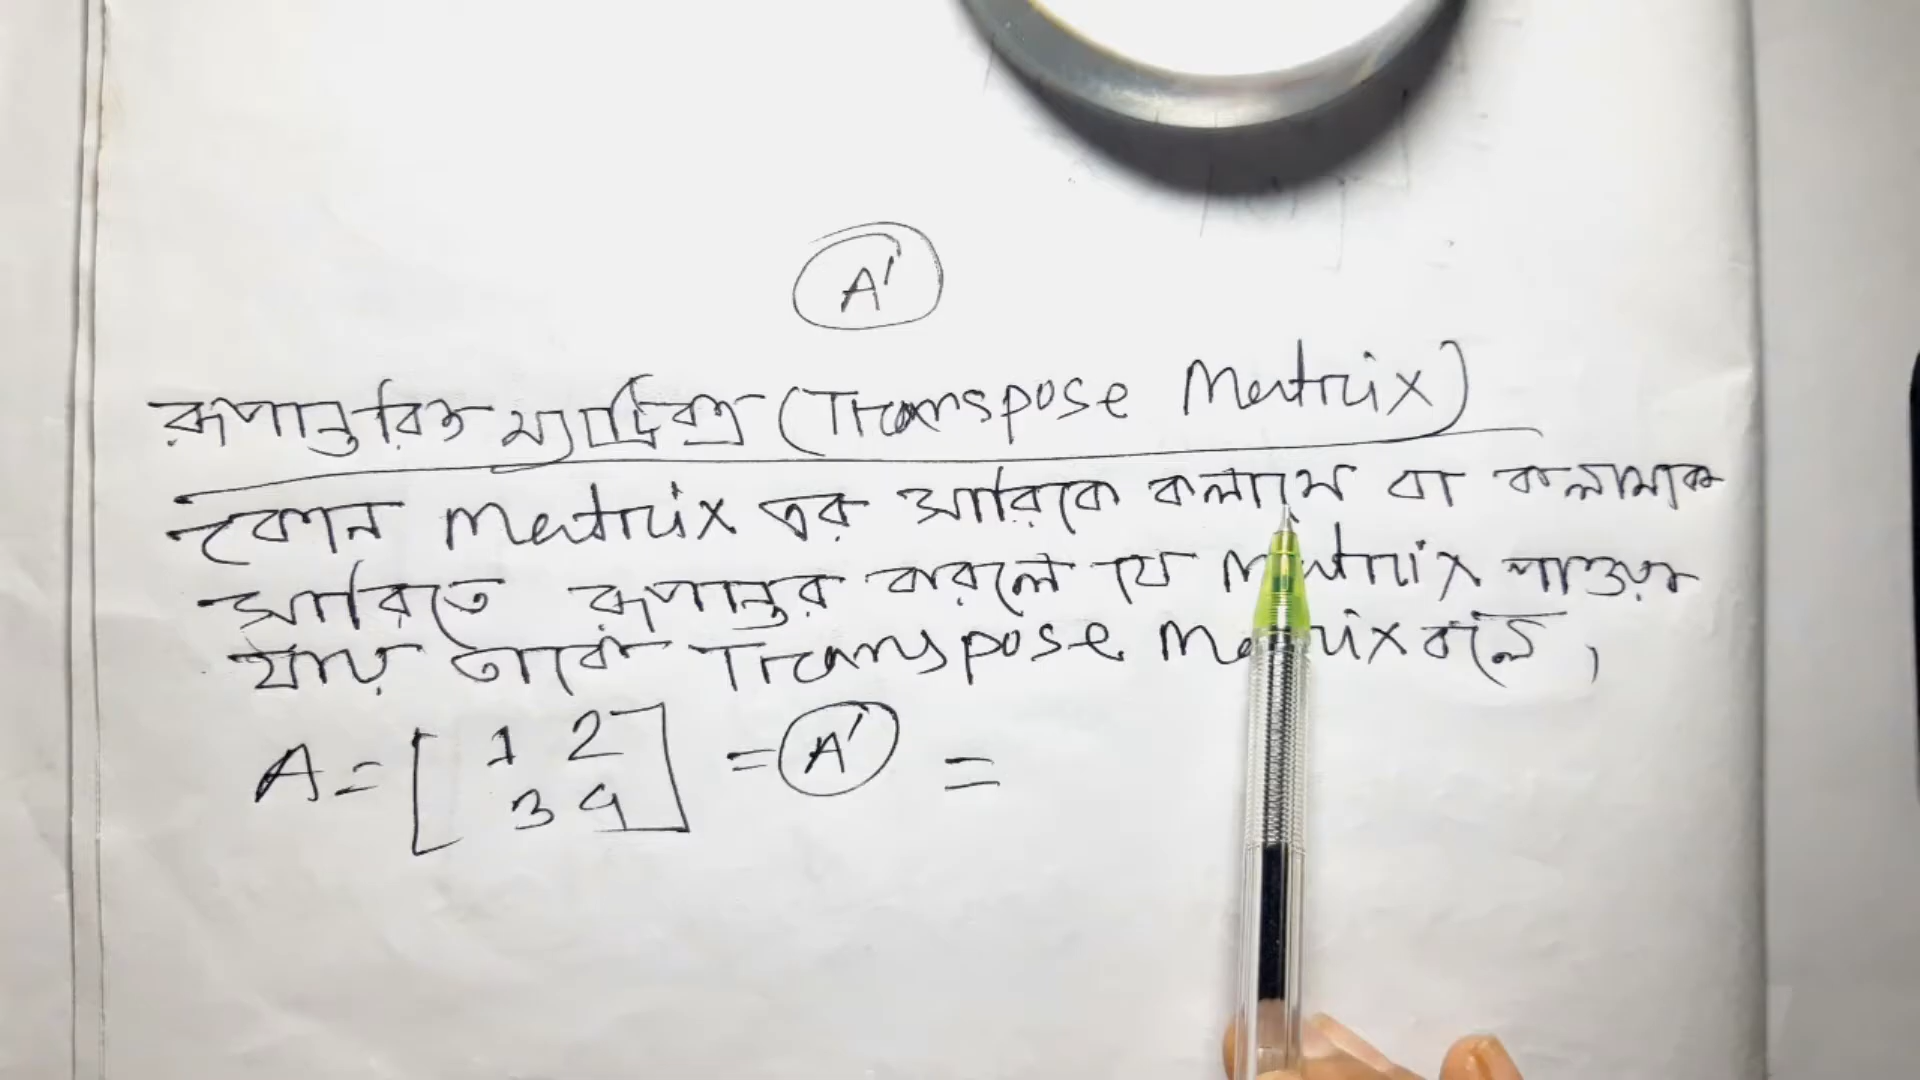 A'
রূপান্তরিত ম্যাট্রিক্স (Transpose Matrix)
কোন Matrix এর সারিকে কলামে বা কলামকে
সারিতে রূপান্তর করলে যে Matrix পাওয়া
যায় তাকে Transpose Matrix বলে,
A = [ 1 2 = A' =
3 4 ]